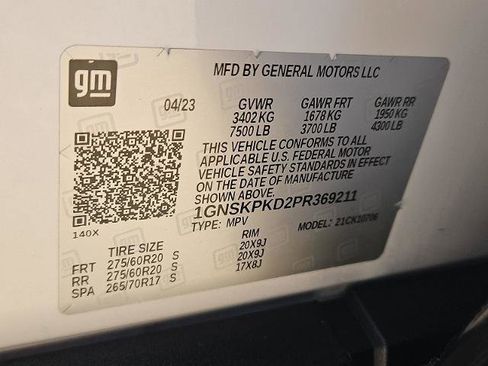 gm
MFD BY GENERAL MOTORS LLC
04/23 GVWR GAWR FRT GAWR RR
3402 KG 1678 KG 1950 KG
7500 LB 3700 LB 4300 LB
THIS VEHICLE CONFORMS TO ALL
APPLICABLE U.S. FEDERAL MOTOR
VEHICLE SAFETY STANDARDS IN EFFECT
ON THE DATE OF MANUFACTURE
SHOWN ABOVE.
1GNSKPKD2PR369211
140X
TYPE: MPV MODEL: 21CK10706
TIRE SIZE RIM
FRT 275/60R20 S 20X9J
RR 275/60R20 S 20X9J
SPA 265/70R17 S 17X8J